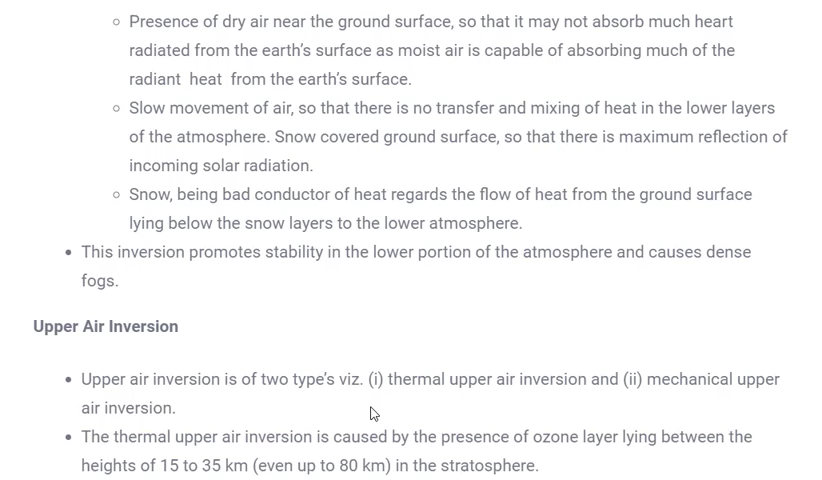 Presence of dry air near the ground surface, so that it may not absorb much heart
radiated from the earth's surface as moist air is capable of absorbing much of the
radiant heat from the earth's surface.
Slow movement of air, so that there is no transfer and mixing of heat in the lower layers
of the atmosphere. Snow covered ground surface, so that there is maximum reflection of
incoming solar radiation.
Snow, being bad conductor of heat regards the flow of heat from the ground surface
lying below the snow layers to the lower atmosphere.
This inversion promotes stability in the lower portion of the atmosphere and causes dense
fogs.
Upper Air Inversion
Upper air inversion is of two type's viz. (i) thermal upper air inversion and (ii) mechanical upper
air inversion.
The thermal upper air inversion is caused by the presence of ozone layer lying between the
heights of 15 to 35 km (even up to 80 km) in the stratosphere.